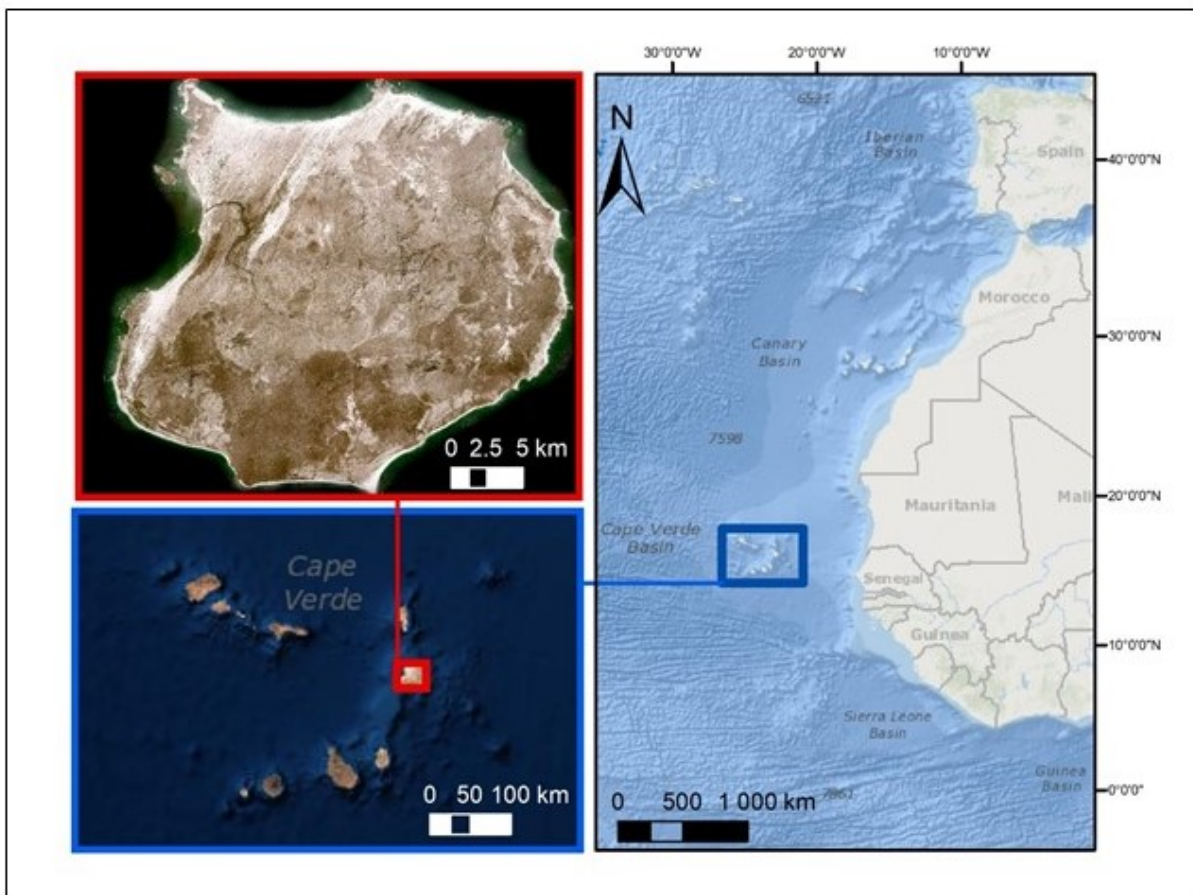 0 2.5 5 km
Cape
Verde
0 50 100 km
30°0'0"W 20°0'0"W 10°0'0"W
N
6521
Iberian
Basin
Spain
40°0'0"N
Morocco
Canary
Basin
30°0'0"N
7598
Mauritania
Mali
20°0'0"N
Cape Verde
Basin
Senegal
Guinea
10°0'0"N
Sierra Leone
Basin
Guinea
Basin
0°0'0"
7861
0 500 1 000 km